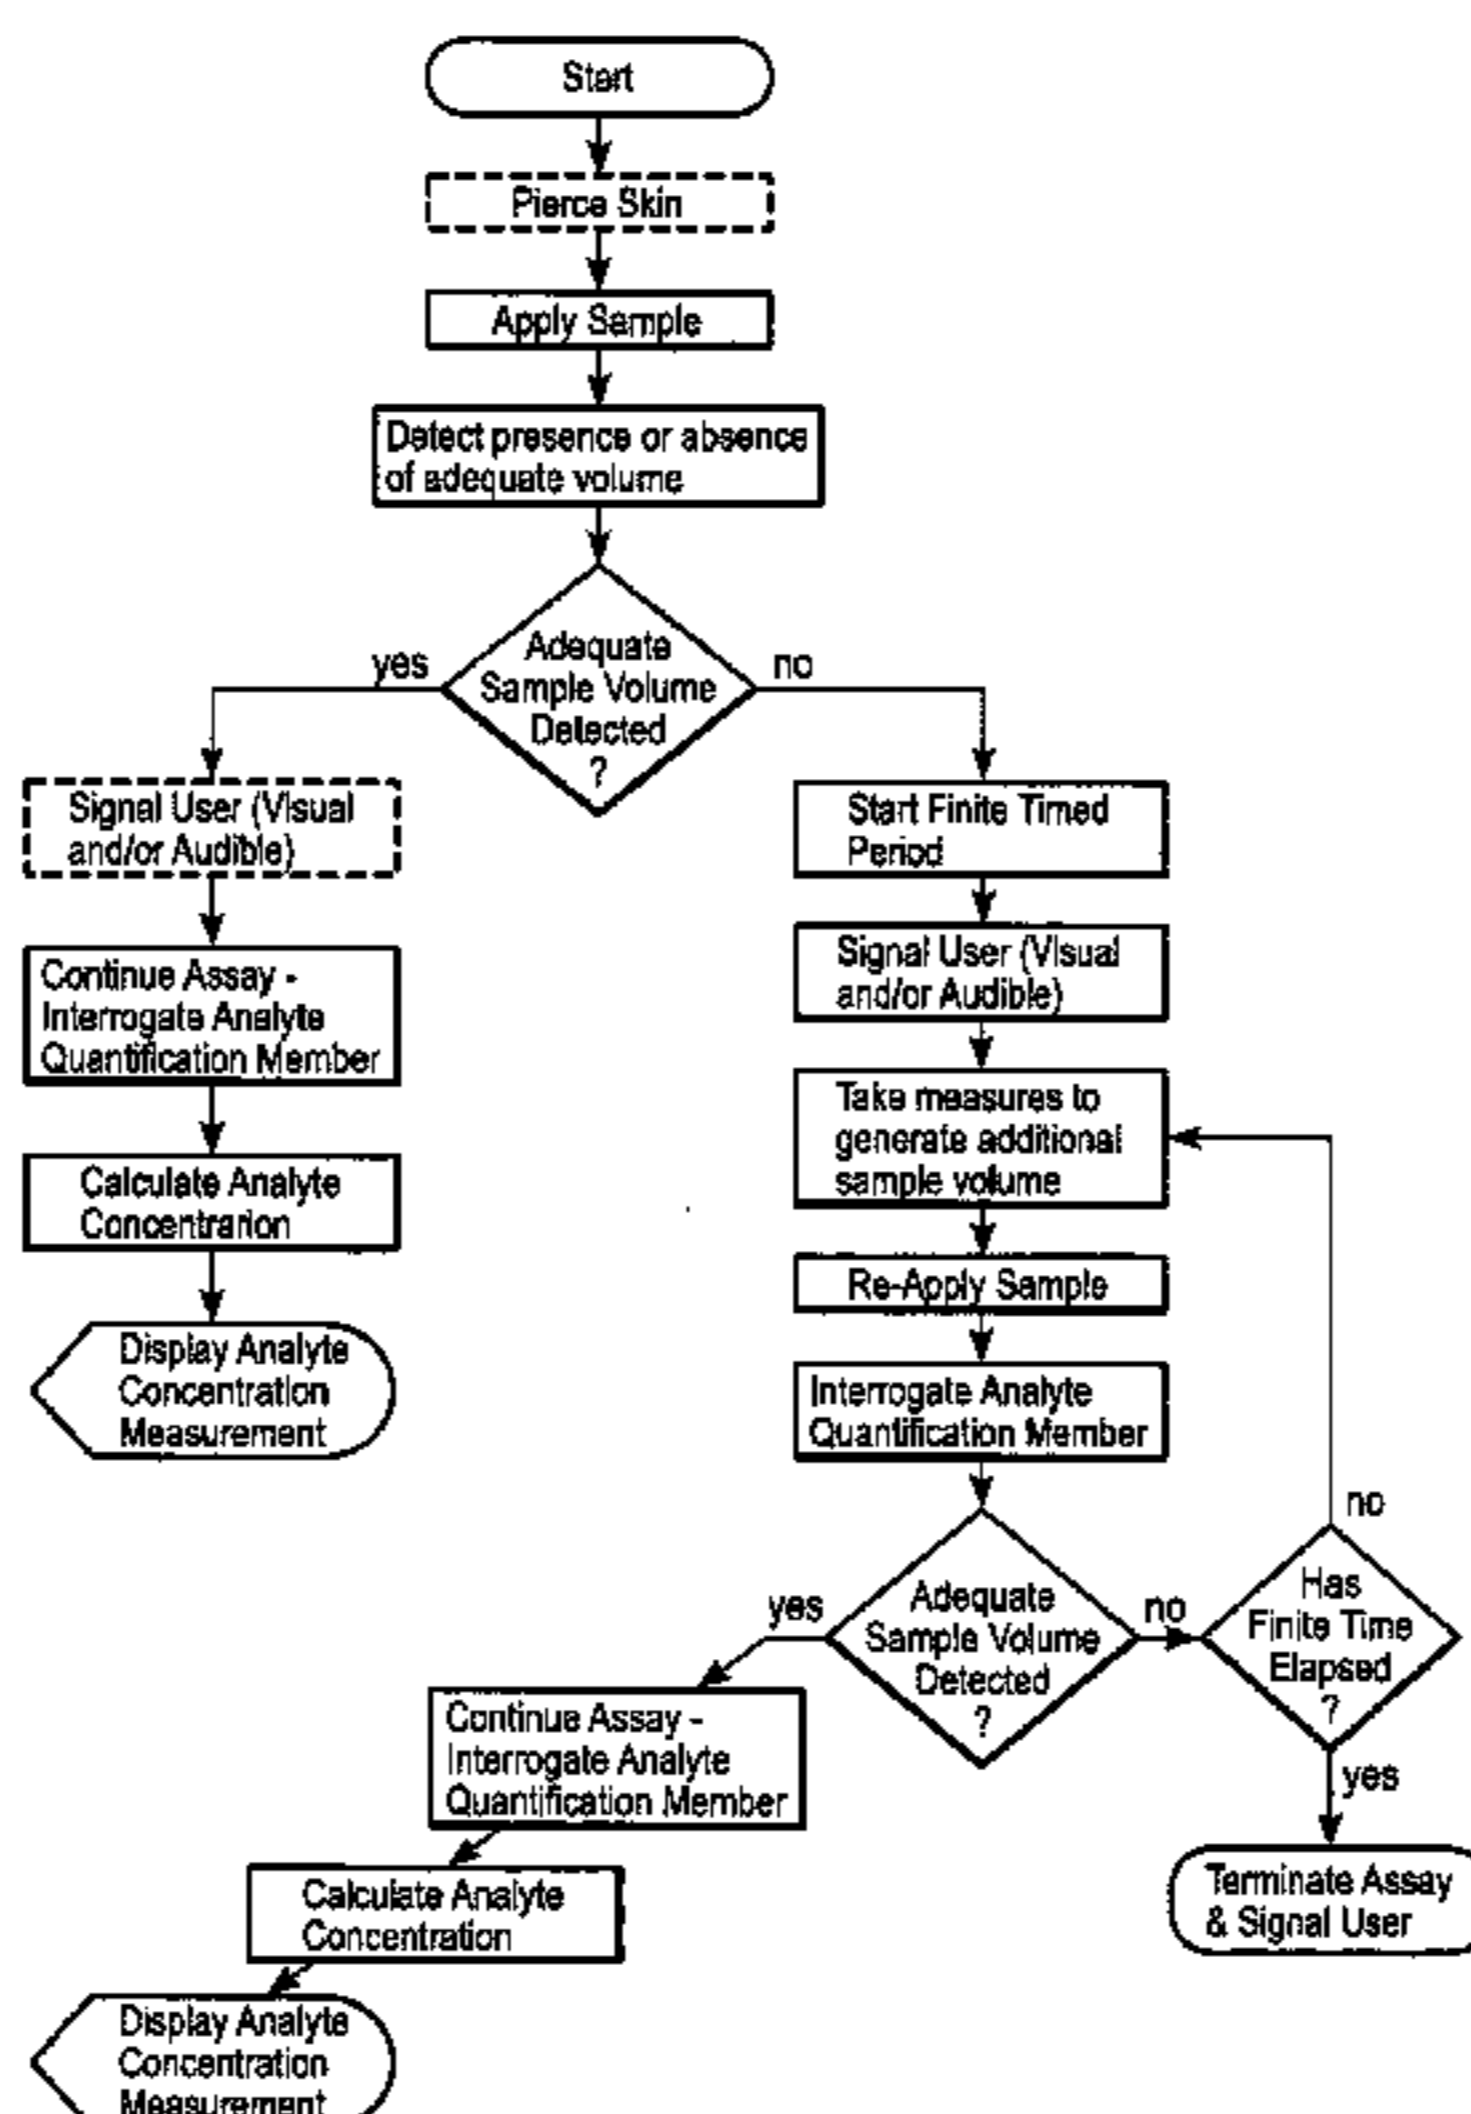 Start
Pierce Skin
Apply Sample
Detect presence or absence
of adequate volume
Adequate
Sample Volume
Detected
?
yes
no
Signal User (Visual
and/or Audible)
Continue Assay -
Interrogate Analyte
Quantification Member
Calculate Analyte
Concentrarion
Display Analyte
Concentration
Measurement
Start Finite Timed
Period
Signal User (Visual
and/or Audible)
Take measures to
generate additional
sample volume
Re-Apply Sample
Interrogate Analyte
Quantification Member
Adequate
Sample Volume
Detected
?
yes
no
Has
Finite Time
Elapsed
?
no
yes
Terminate Assay
& Signal User
Continue Assay -
Interrogate Analyte
Quantification Member
Calculate Analyte
Concentration
Display Analyte
Concentration
Measurement